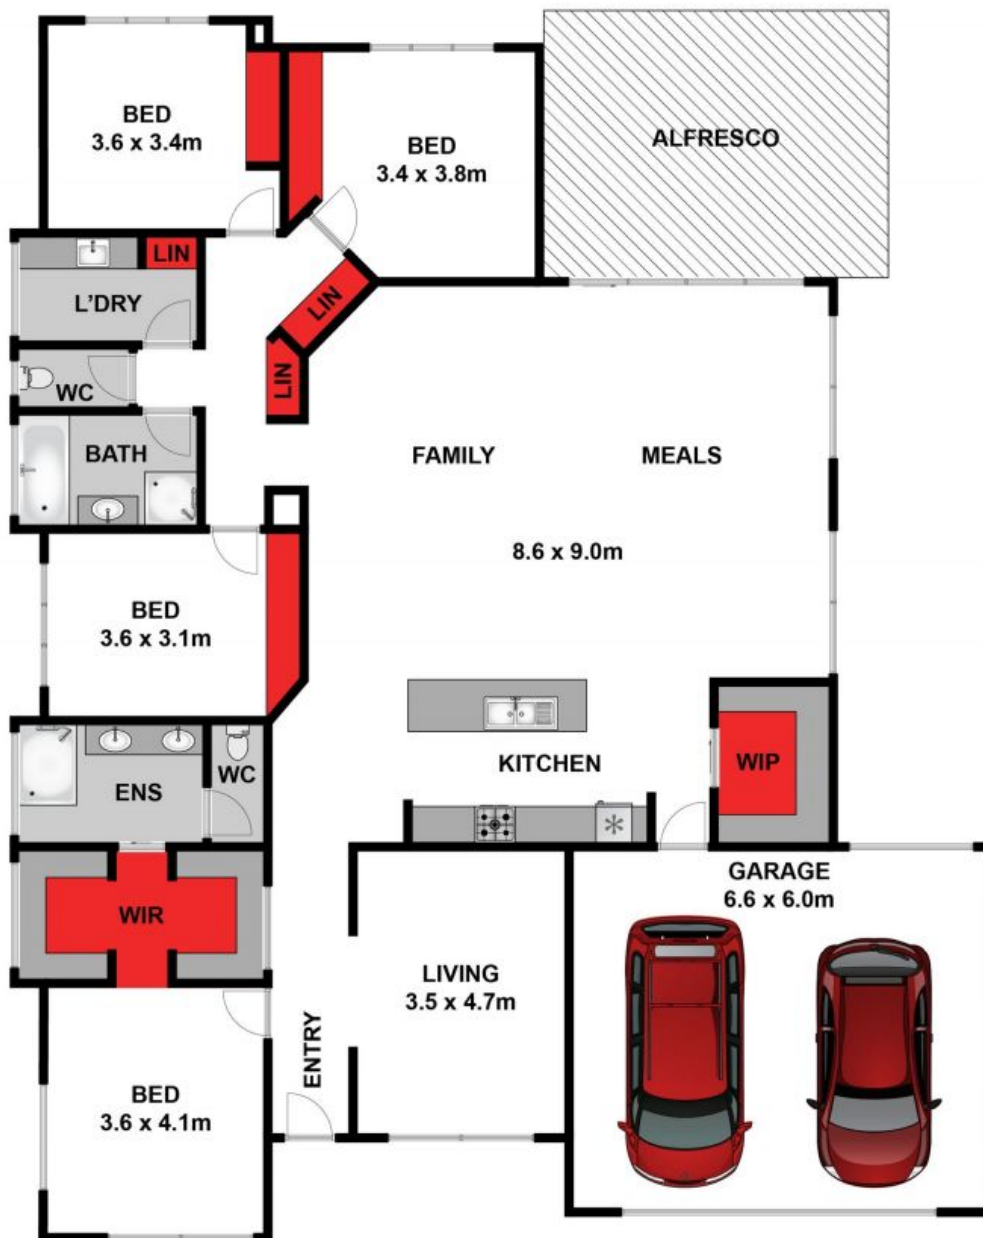 BED
3.6 x 3.4m
BED
3.4 x 3.8m
ALFRESCO
LIN
L'DRY
LIN
WC
LIN
BATH
FAMILY
MEALS
8.6 x 9.0m
BED
3.6 x 3.1m
KITCHEN
WIP
ENS
WC
WIR
GARAGE
6.6 x 6.0m
LIVING
3.5 x 4.7m
ENTRY
BED
3.6 x 4.1m